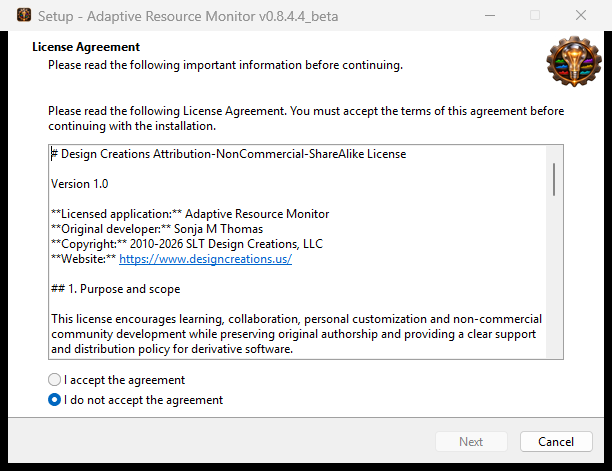 Setup - Adaptive Resource Monitor v0.8.4.4_beta
License Agreement
Please read the following important information before continuing.
Please read the following License Agreement. You must accept the terms of this agreement before
continuing with the installation.
# Design Creations Attribution-NonCommercial-ShareAlike License
Version 1.0
**Licensed application:** Adaptive Resource Monitor
**Original developer:** Sonja M Thomas
**Copyright:** 2010-2026 SLT Design Creations, LLC
**Website:** https://www.designcreations.us/
## 1. Purpose and scope
This license encourages learning, collaboration, personal customization and non-commercial
community development while preserving original authorship and providing a clear support
and distribution policy for derivative software.
I accept the agreement
I do not accept the agreement
Next
Cancel